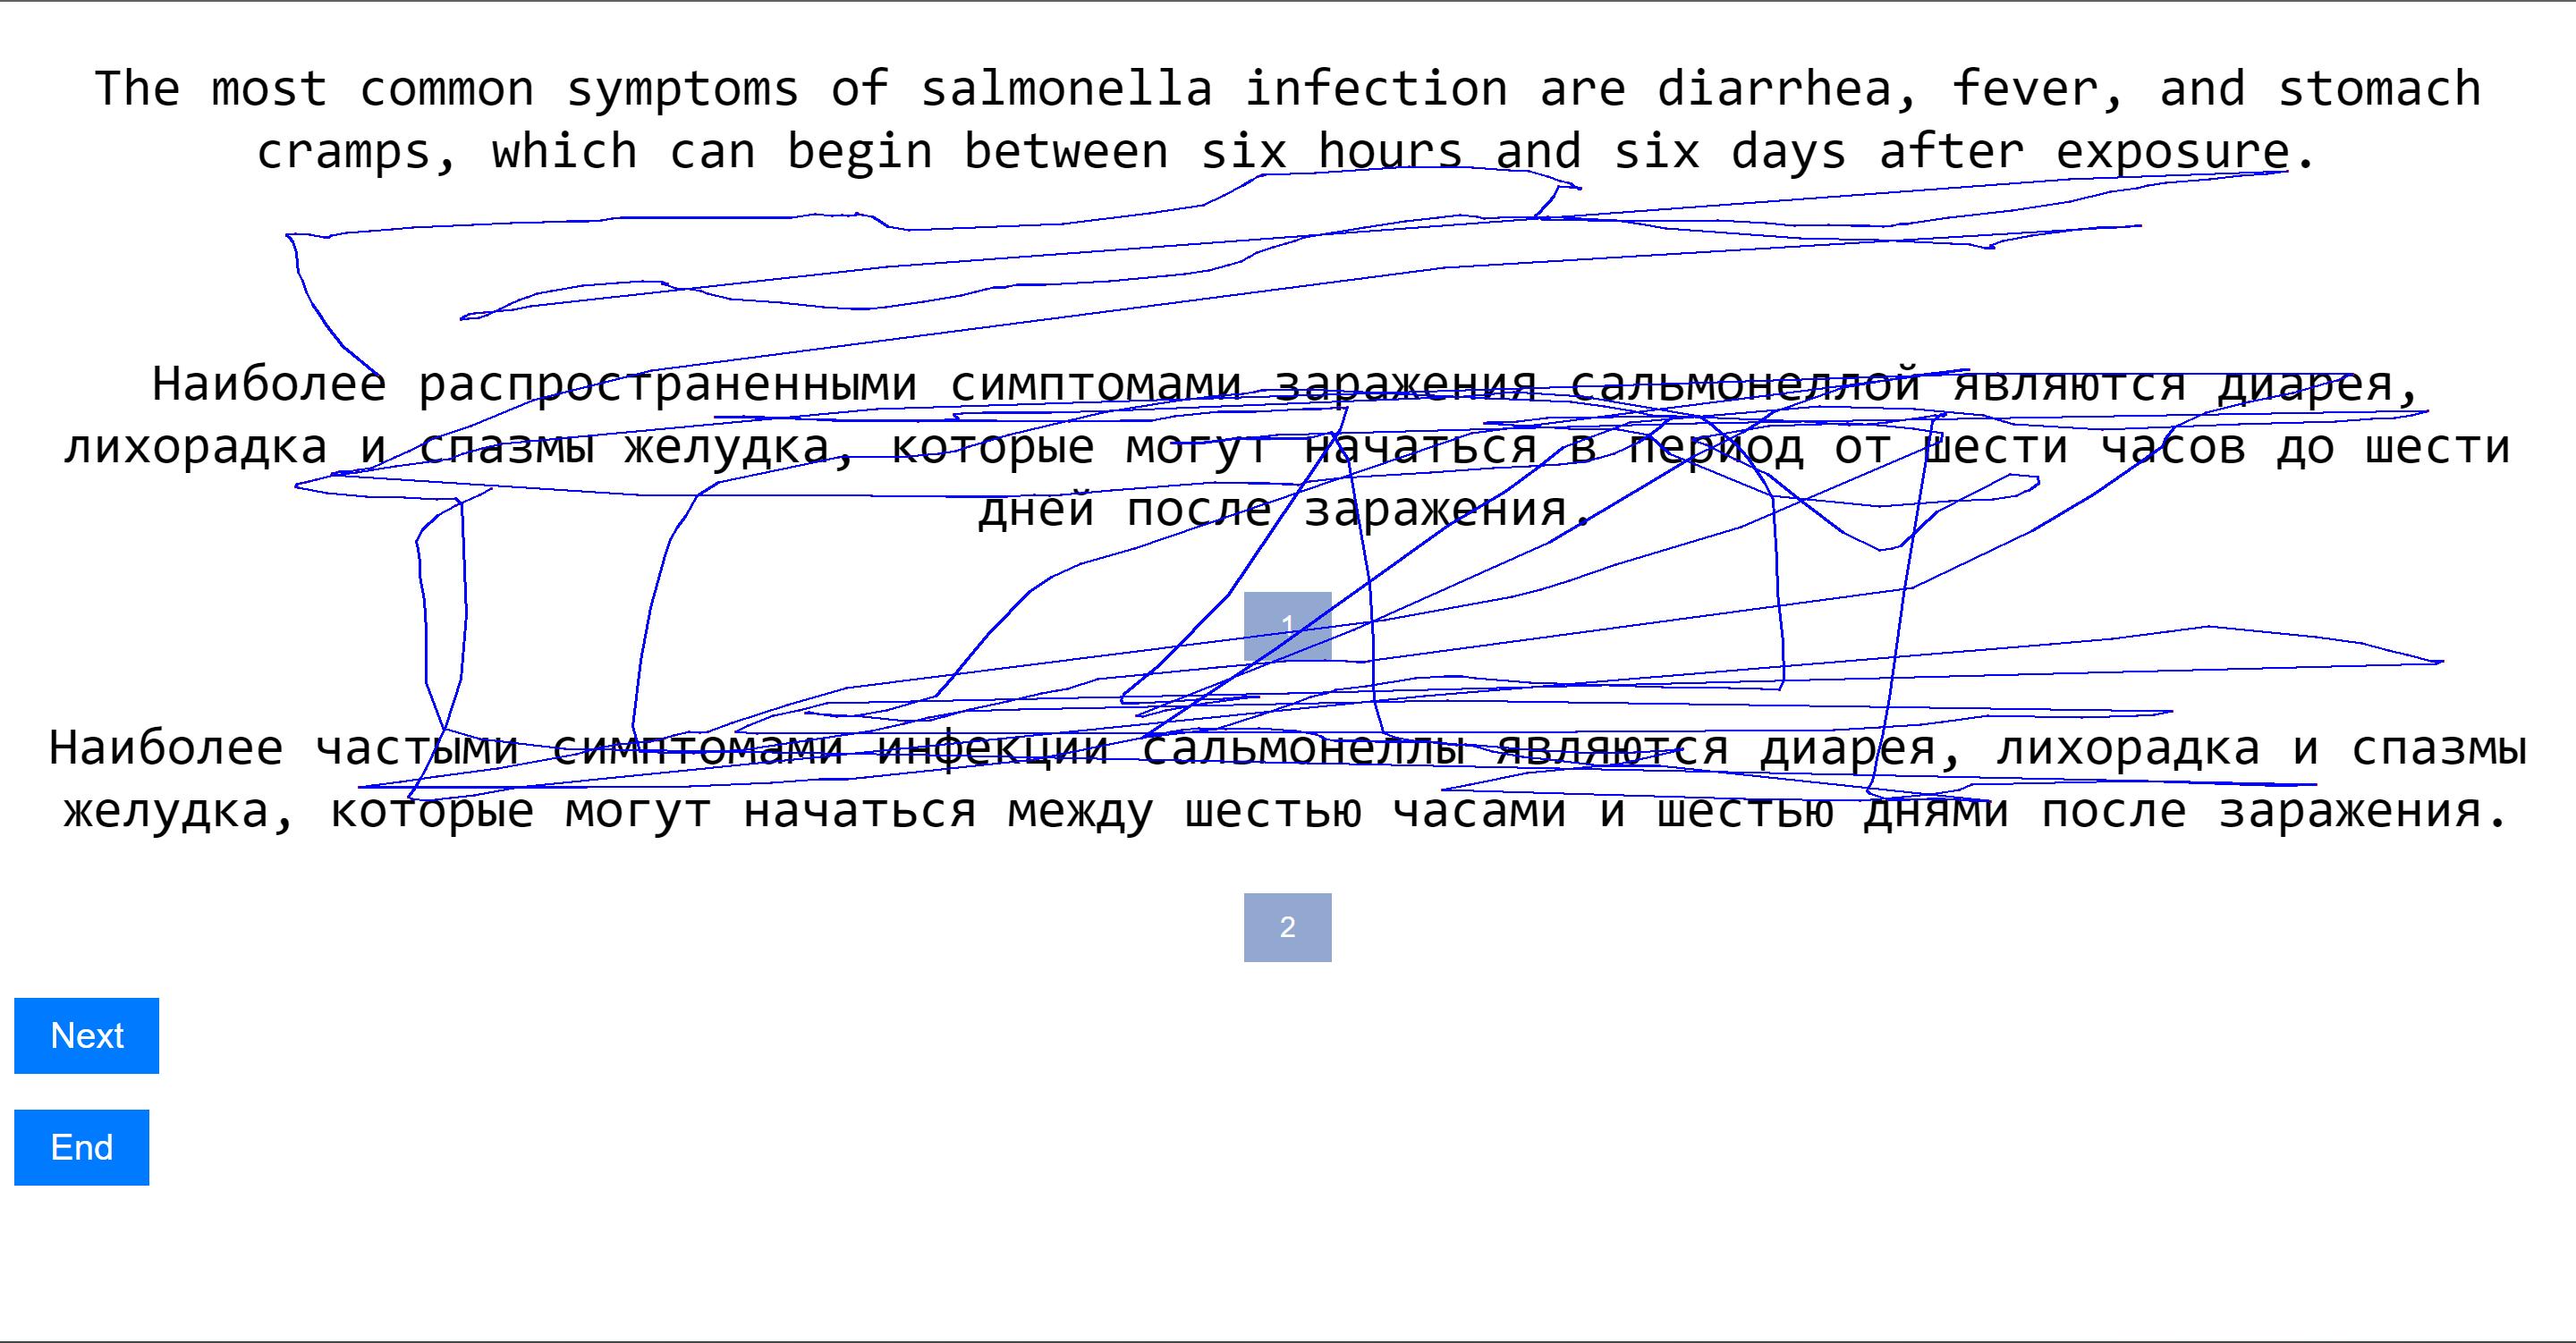 The most common symptoms of salmonella infection are diarrhea, fever, and stomach
cramps, which can begin between six hours and six days after exposure.
Наиболее распространенными симптомами заражения сальмонеллой являются диарея,
лихорадка и спазмы желудка, которые могут начаться в период от шести часов до шести
дней после заражения.
1
Наиболее частыми симптомами инфекции сальмонеллы являются диарея, лихорадка и спазмы
желудка, которые могут начаться между шестью часами и шестью днями после заражения.
2
Next
End